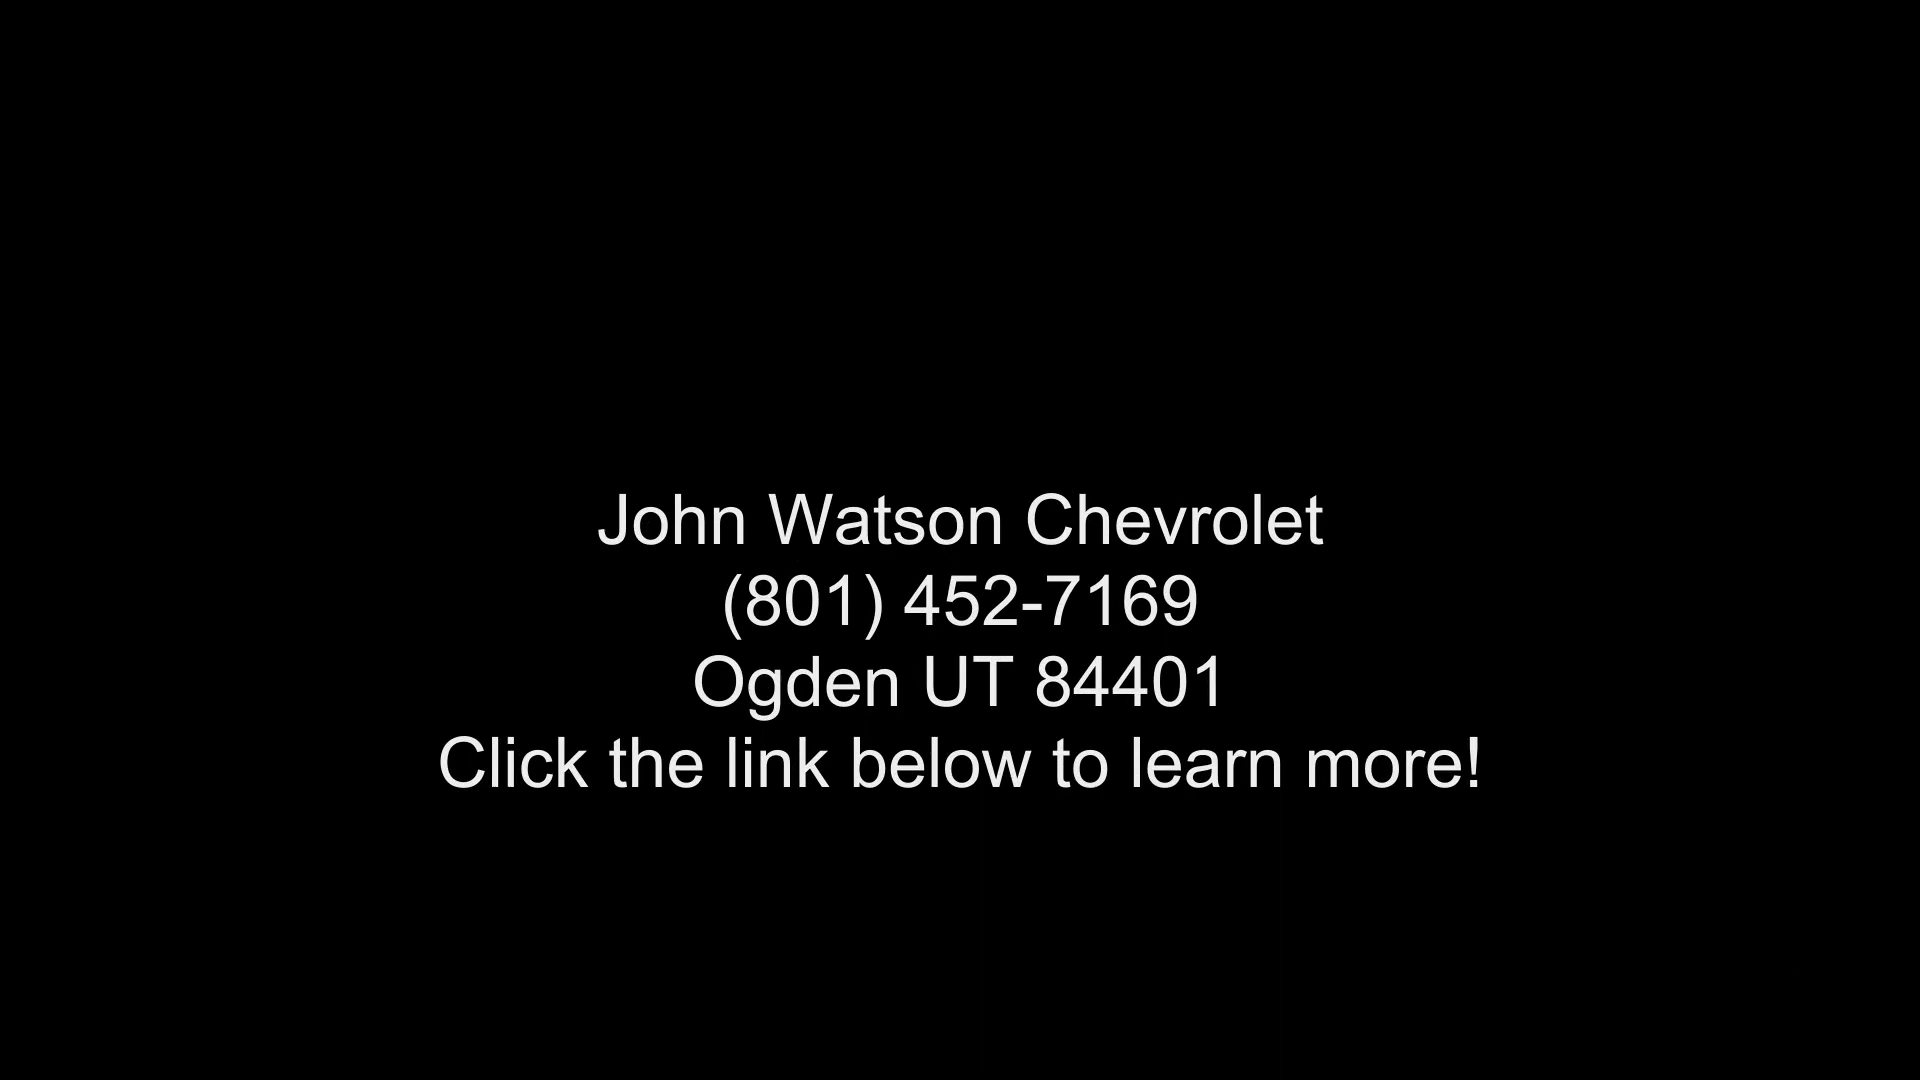 John Watson Chevrolet
(801) 452-7169
Ogden UT 84401
Click the link below to learn more!